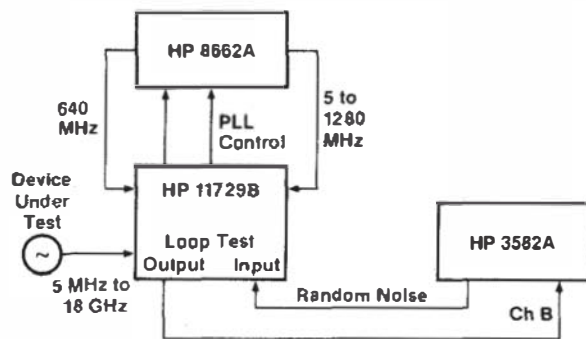 HP 8662A
640
MHz
PLL
Control
5 to
1280
MHz
Device
Under
Test
~
HP 11729B
Loop Test
Output Input
5 MHz to
18 GHz
HP 3582A
Random Noise
Ch B